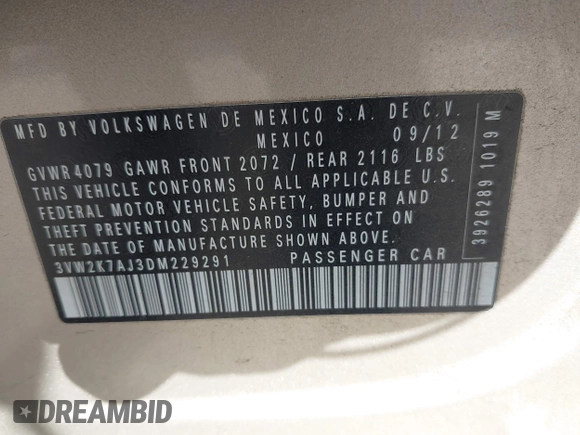 MFD BY VOLKSWAGEN DE MEXICO S.A. DE C.V.
MEXICO 09/12
GVWR 4079 GAWR FRONT 2072 / REAR 2116 LBS
THIS VEHICLE CONFORMS TO ALL APPLICABLE U.S.
FEDERAL MOTOR VEHICLE SAFETY, BUMPER AND
THEFT PREVENTION STANDARDS IN EFFECT ON
THE DATE OF MANUFACTURE SHOWN ABOVE.
3VW2K7AJ3DM229291 PASSENGER CAR
3926289 1019 M
DREAMBID